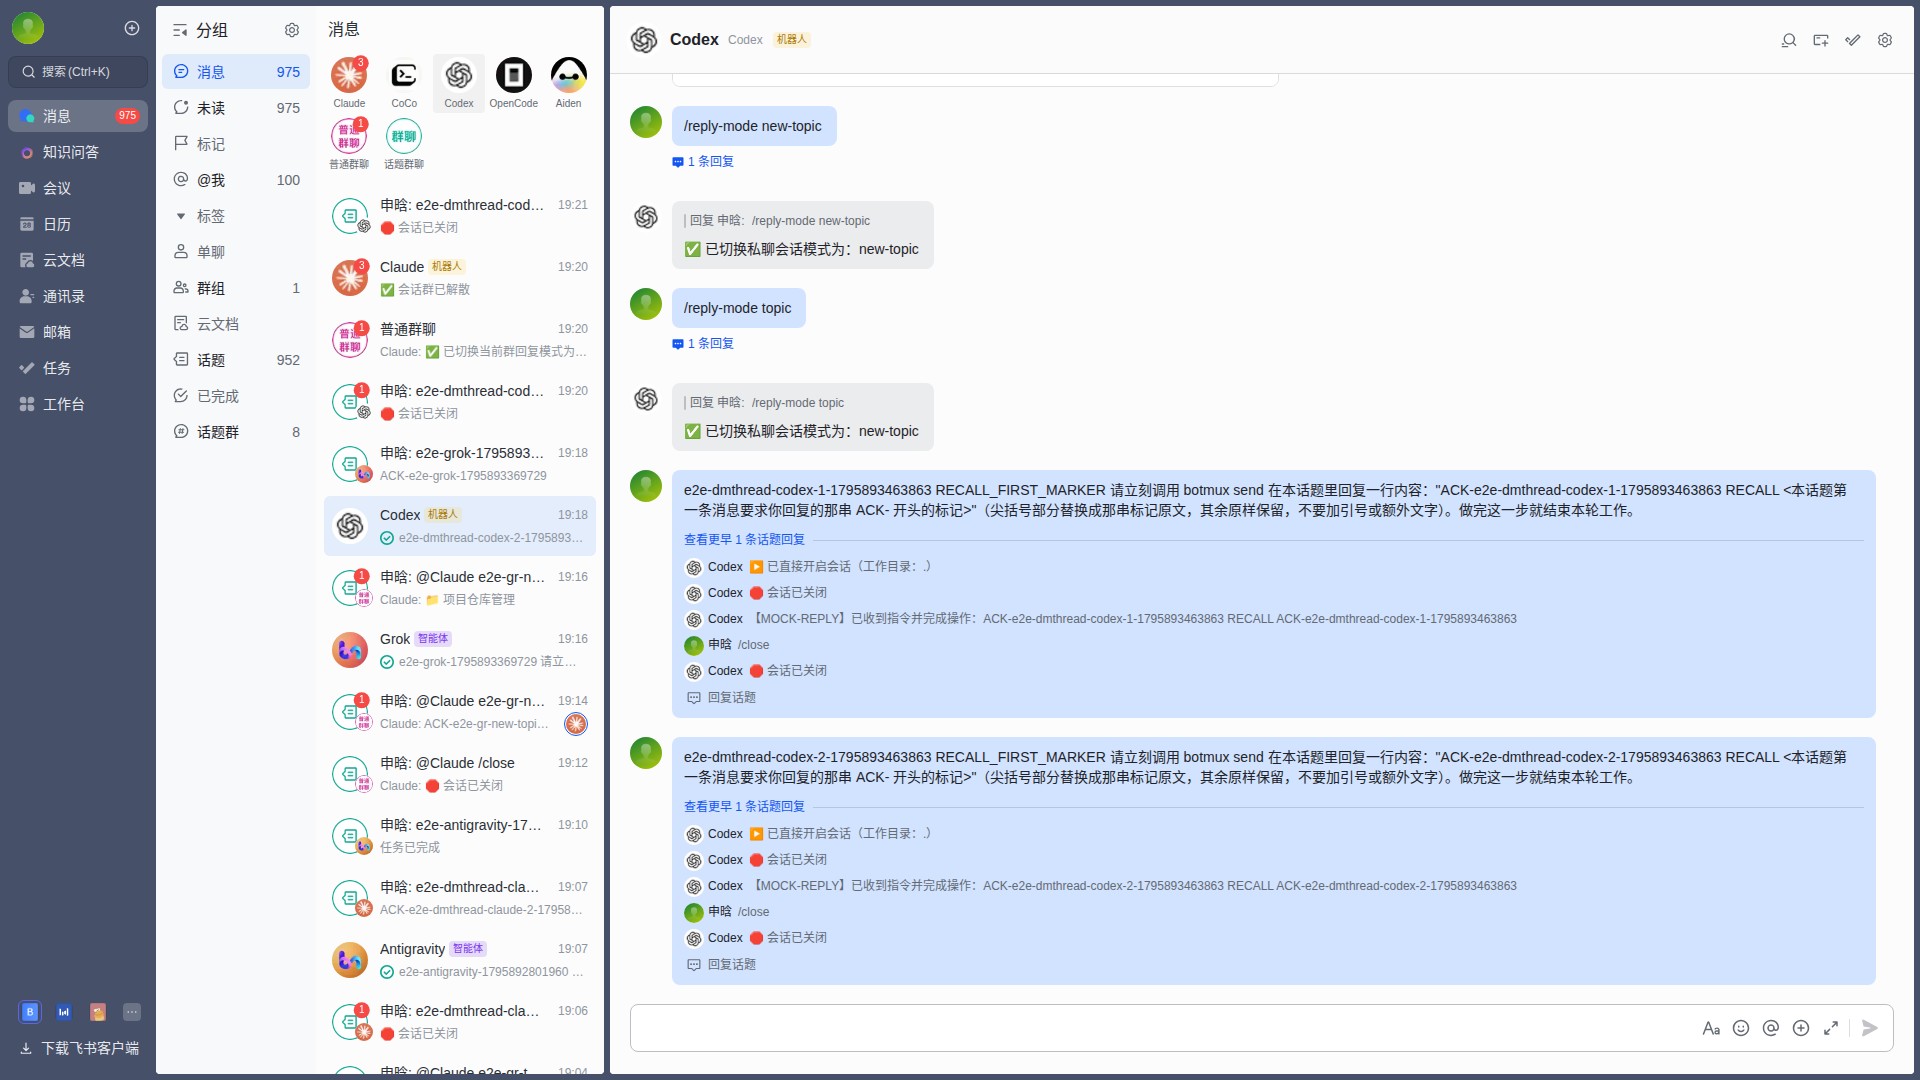 搜索 (Ctrl+K)
消息 975
知识问答
会议
日历
云文档
通讯录
邮箱
任务
工作台
下载飞书客户端
分组
消息 975
未读 975
标记
@我 100
标签
单聊
群组 1
云文档
话题 952
已完成
话题群 8
消息
3
Claude
CoCo
Codex
OpenCode
Aiden
普通群聊
1
普通群聊
群聊
话题群聊
申晗: e2e-dmthread-cod… 19:21
会话已关闭
3
Claude 机器人 19:20
✅ 会话群已解散
1
普通群聊 19:20
Claude: ✅ 已切换当前群回复模式为…
1
申晗: e2e-dmthread-cod… 19:20
会话已关闭
申晗: e2e-grok-1795893… 19:18
ACK-e2e-grok-1795893369729
Codex 机器人 19:18
e2e-dmthread-codex-2-1795893…
1
申晗: @Claude e2e-gr-n… 19:16
Claude: 📁 项目仓库管理
Grok 智能体 19:16
e2e-grok-1795893369729 请立…
1
申晗: @Claude e2e-gr-n… 19:14
Claude: ACK-e2e-gr-new-topi…
申晗: @Claude /close 19:12
Claude: 会话已关闭
申晗: e2e-antigravity-17… 19:10
任务已完成
申晗: e2e-dmthread-cla… 19:07
ACK-e2e-dmthread-claude-2-17958…
Antigravity 智能体 19:07
e2e-antigravity-1795892801960 …
1
申晗: e2e-dmthread-cla… 19:06
会话已关闭
申晗: @Claude e2e-gr-t… 19:04
Codex Codex 机器人
/reply-mode new-topic
1 条回复
回复 申晗: /reply-mode new-topic
✅ 已切换私聊会话模式为：new-topic
/reply-mode topic
1 条回复
回复 申晗: /reply-mode topic
✅ 已切换私聊会话模式为：new-topic
e2e-dmthread-codex-1-1795893463863 RECALL_FIRST_MARKER 请立刻调用 botmux send 在本话题里回复一行内容："ACK-e2e-dmthread-codex-1-1795893463863 RECALL <本话题第
一条消息要求你回复的那串 ACK- 开头的标记>"（尖括号部分替换成那串标记原文，其余原样保留，不要加引号或额外文字）。做完这一步就结束本轮工作。
查看更早 1 条话题回复
Codex ▶️ 已直接开启会话（工作目录：.）
Codex 会话已关闭
Codex 【MOCK-REPLY】已收到指令并完成操作：ACK-e2e-dmthread-codex-1-1795893463863 RECALL ACK-e2e-dmthread-codex-1-1795893463863
申晗 /close
Codex 会话已关闭
回复话题
e2e-dmthread-codex-2-1795893463863 RECALL_FIRST_MARKER 请立刻调用 botmux send 在本话题里回复一行内容："ACK-e2e-dmthread-codex-2-1795893463863 RECALL <本话题第
一条消息要求你回复的那串 ACK- 开头的标记>"（尖括号部分替换成那串标记原文，其余原样保留，不要加引号或额外文字）。做完这一步就结束本轮工作。
查看更早 1 条话题回复
Codex ▶️ 已直接开启会话（工作目录：.）
Codex 会话已关闭
Codex 【MOCK-REPLY】已收到指令并完成操作：ACK-e2e-dmthread-codex-2-1795893463863 RECALL ACK-e2e-dmthread-codex-2-1795893463863
申晗 /close
Codex 会话已关闭
回复话题